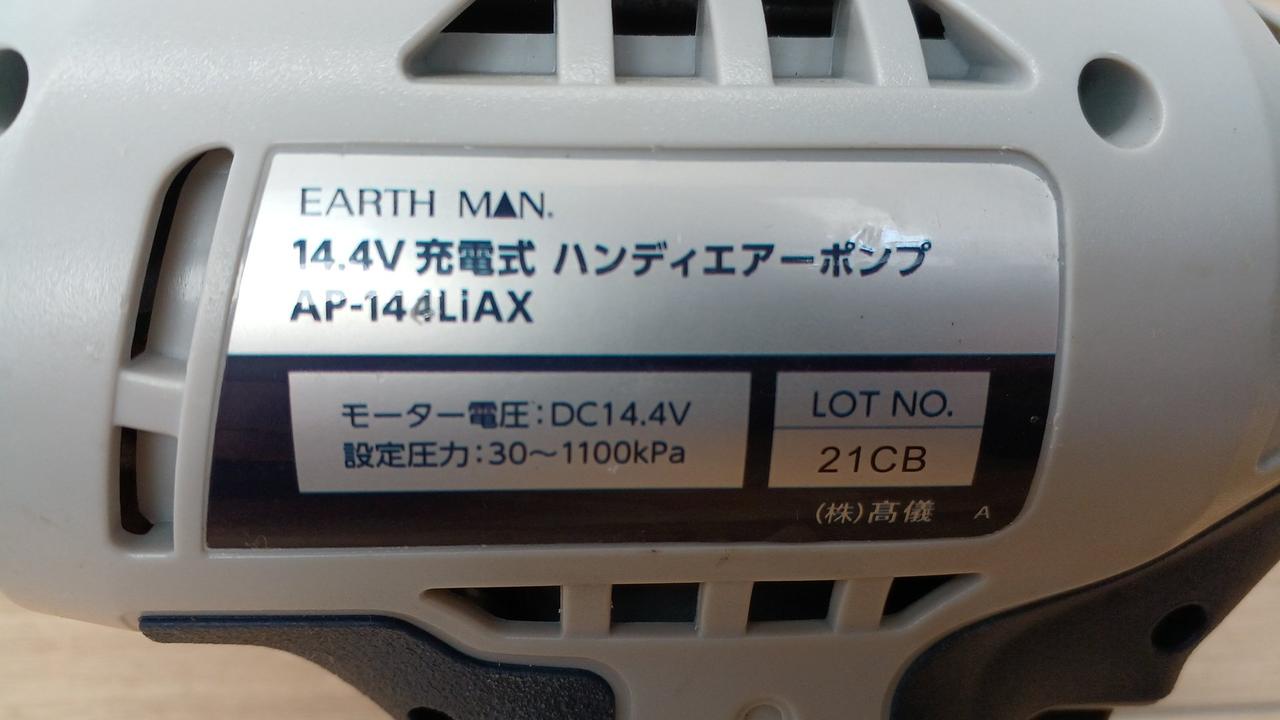 EARTH MAN.
14.4V 充電式 ハンディエアーポンプ
AP-144LiAX
モーター電圧：DC14.4V
設定圧力：30～1100kPa
LOT NO.
21CB
(株)髙儀 A